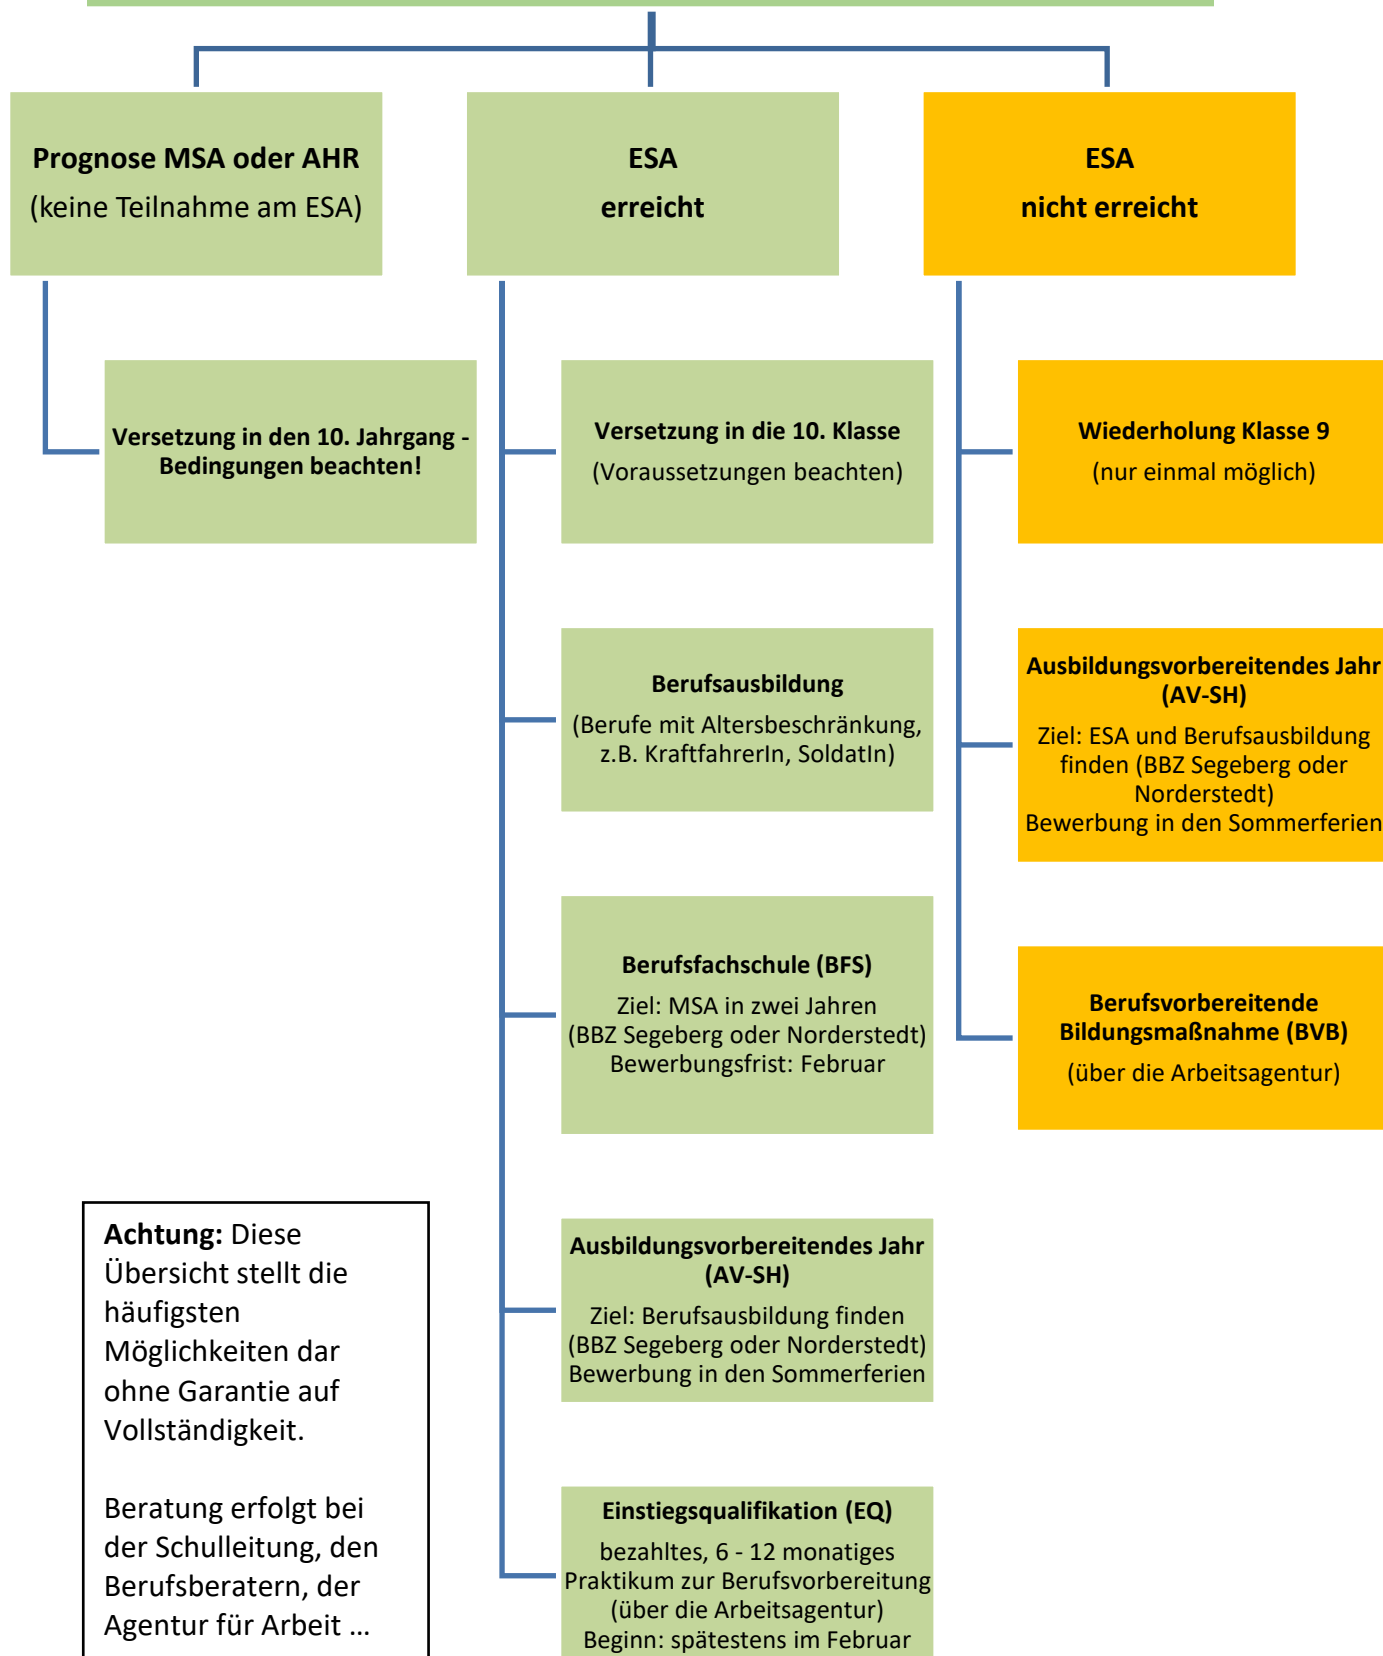 Prognose MSA oder AHR
(keine Teilnahme am ESA)
Versetzung in den 10. Jahrgang -
Bedingungen beachten!
ESA
erreicht
Versetzung in die 10. Klasse
(Voraussetzungen beachten)
Berufsausbildung
(Berufe mit Altersbeschränkung,
z.B. KraftfahrerIn, SoldatIn)
Berufsfachschule (BFS)
Ziel: MSA in zwei Jahren
(BBZ Segeberg oder Norderstedt)
Bewerbungsfrist: Februar
Ausbildungsvorbereitendes Jahr
(AV-SH)
Ziel: Berufsausbildung finden
(BBZ Segeberg oder Norderstedt)
Bewerbung in den Sommerferien
Einstiegsqualifikation (EQ)
bezahltes, 6 - 12 monatiges
Praktikum zur Berufsvorbereitung
(über die Arbeitsagentur)
Beginn: spätestens im Februar
ESA
nicht erreicht
Wiederholung Klasse 9
(nur einmal möglich)
Ausbildungsvorbereitendes Jahr
(AV-SH)
Ziel: ESA und Berufsausbildung
finden (BBZ Segeberg oder
Norderstedt)
Bewerbung in den Sommerferien
Berufsvorbereitende
Bildungsmaßnahme (BVB)
(über die Arbeitsagentur)
Achtung: Diese
Übersicht stellt die
häufigsten
Möglichkeiten dar
ohne Garantie auf
Vollständigkeit.
Beratung erfolgt bei
der Schulleitung, den
Berufsberatern, der
Agentur für Arbeit …